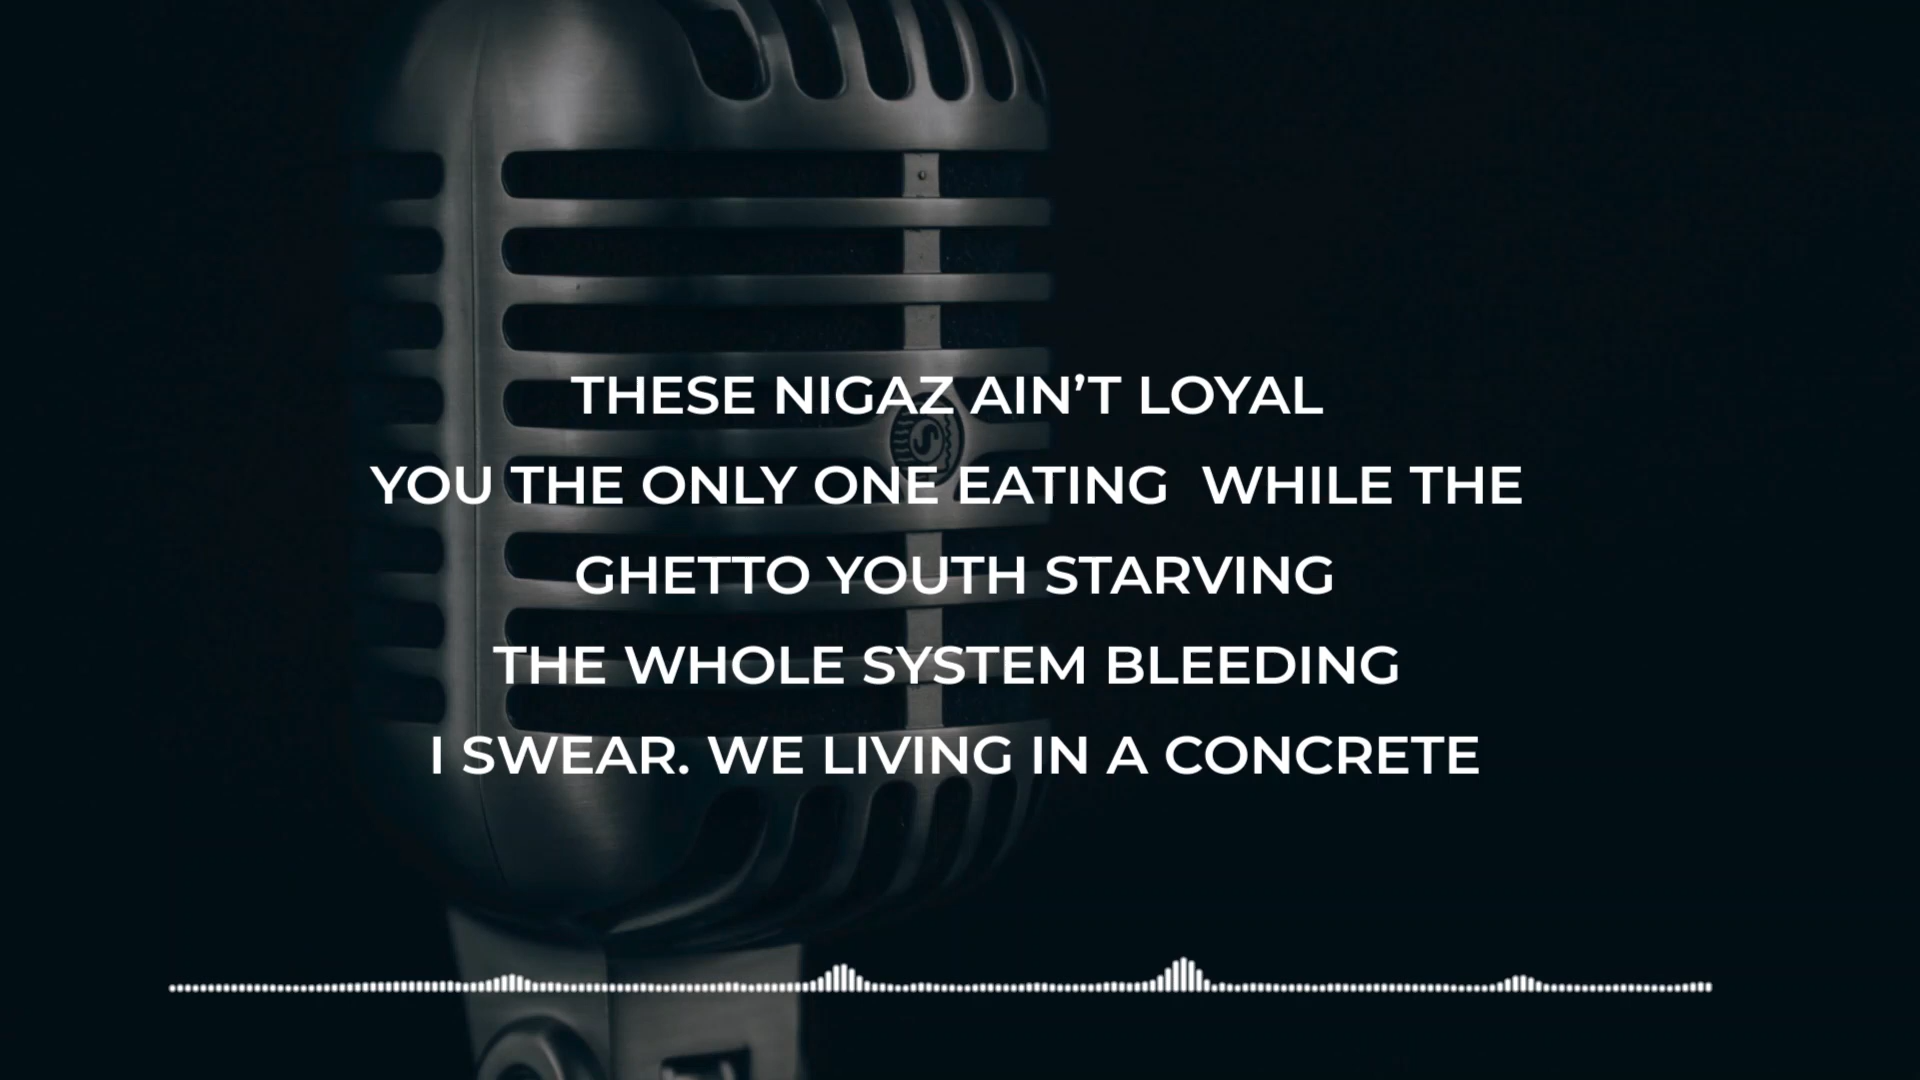 THESE NIGAZ AIN’T LOYAL
YOU THE ONLY ONE EATING  WHILE THE
GHETTO YOUTH STARVING
THE WHOLE SYSTEM BLEEDING
I SWEAR. WE LIVING IN A CONCRETE